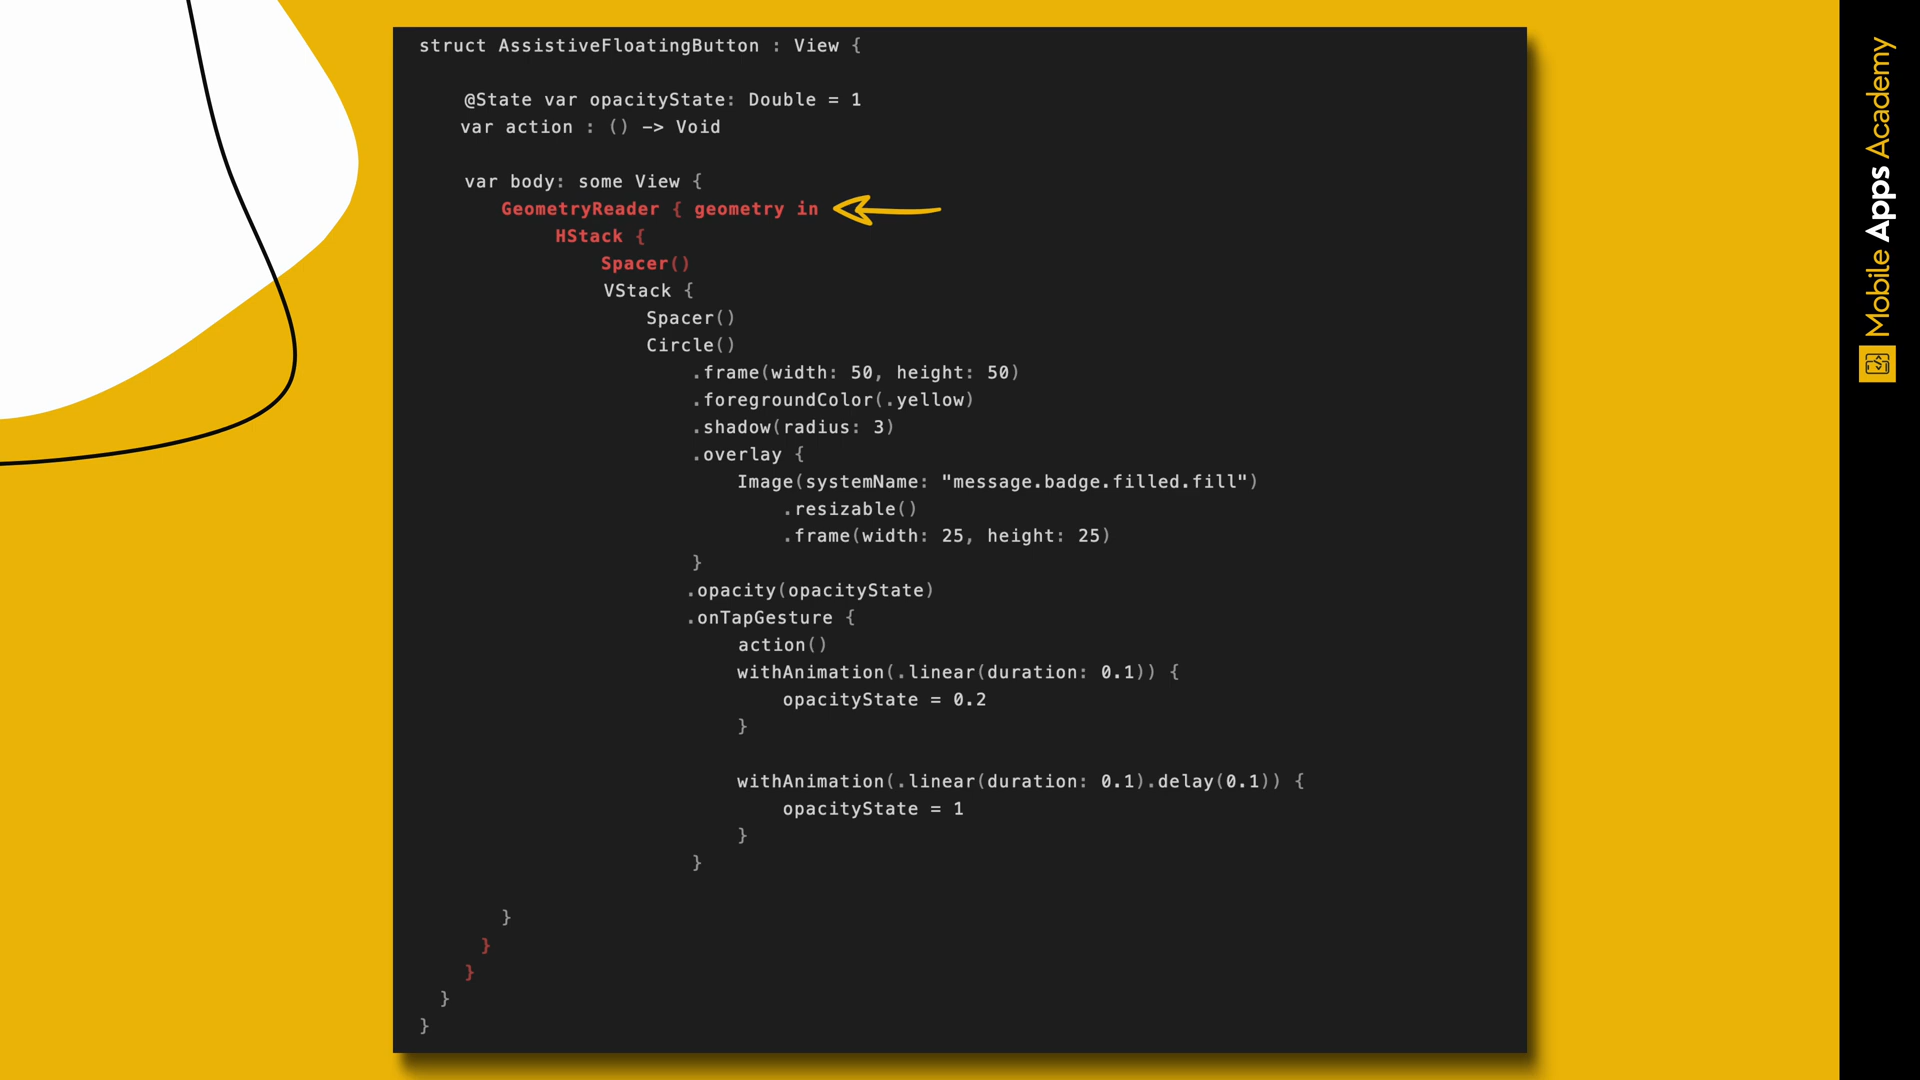 struct AssistiveFloatingButton : View {
@State var opacityState: Double = 1
var action : () -> Void
var body: some View {
GeometryReader { geometry in
HStack {
Spacer()
VStack {
Spacer()
Circle()
.frame(width: 50, height: 50)
.foregroundColor(.yellow)
.shadow(radius: 3)
.overlay {
Image(systemName: "message.badge.filled.fill")
.resizable()
.frame(width: 25, height: 25)
}
.opacity(opacityState)
.onTapGesture {
action()
withAnimation(.linear(duration: 0.1)) {
opacityState = 0.2
}
withAnimation(.linear(duration: 0.1).delay(0.1)) {
opacityState = 1
}
}
}
}
}
}
}
Mobile Apps Academy